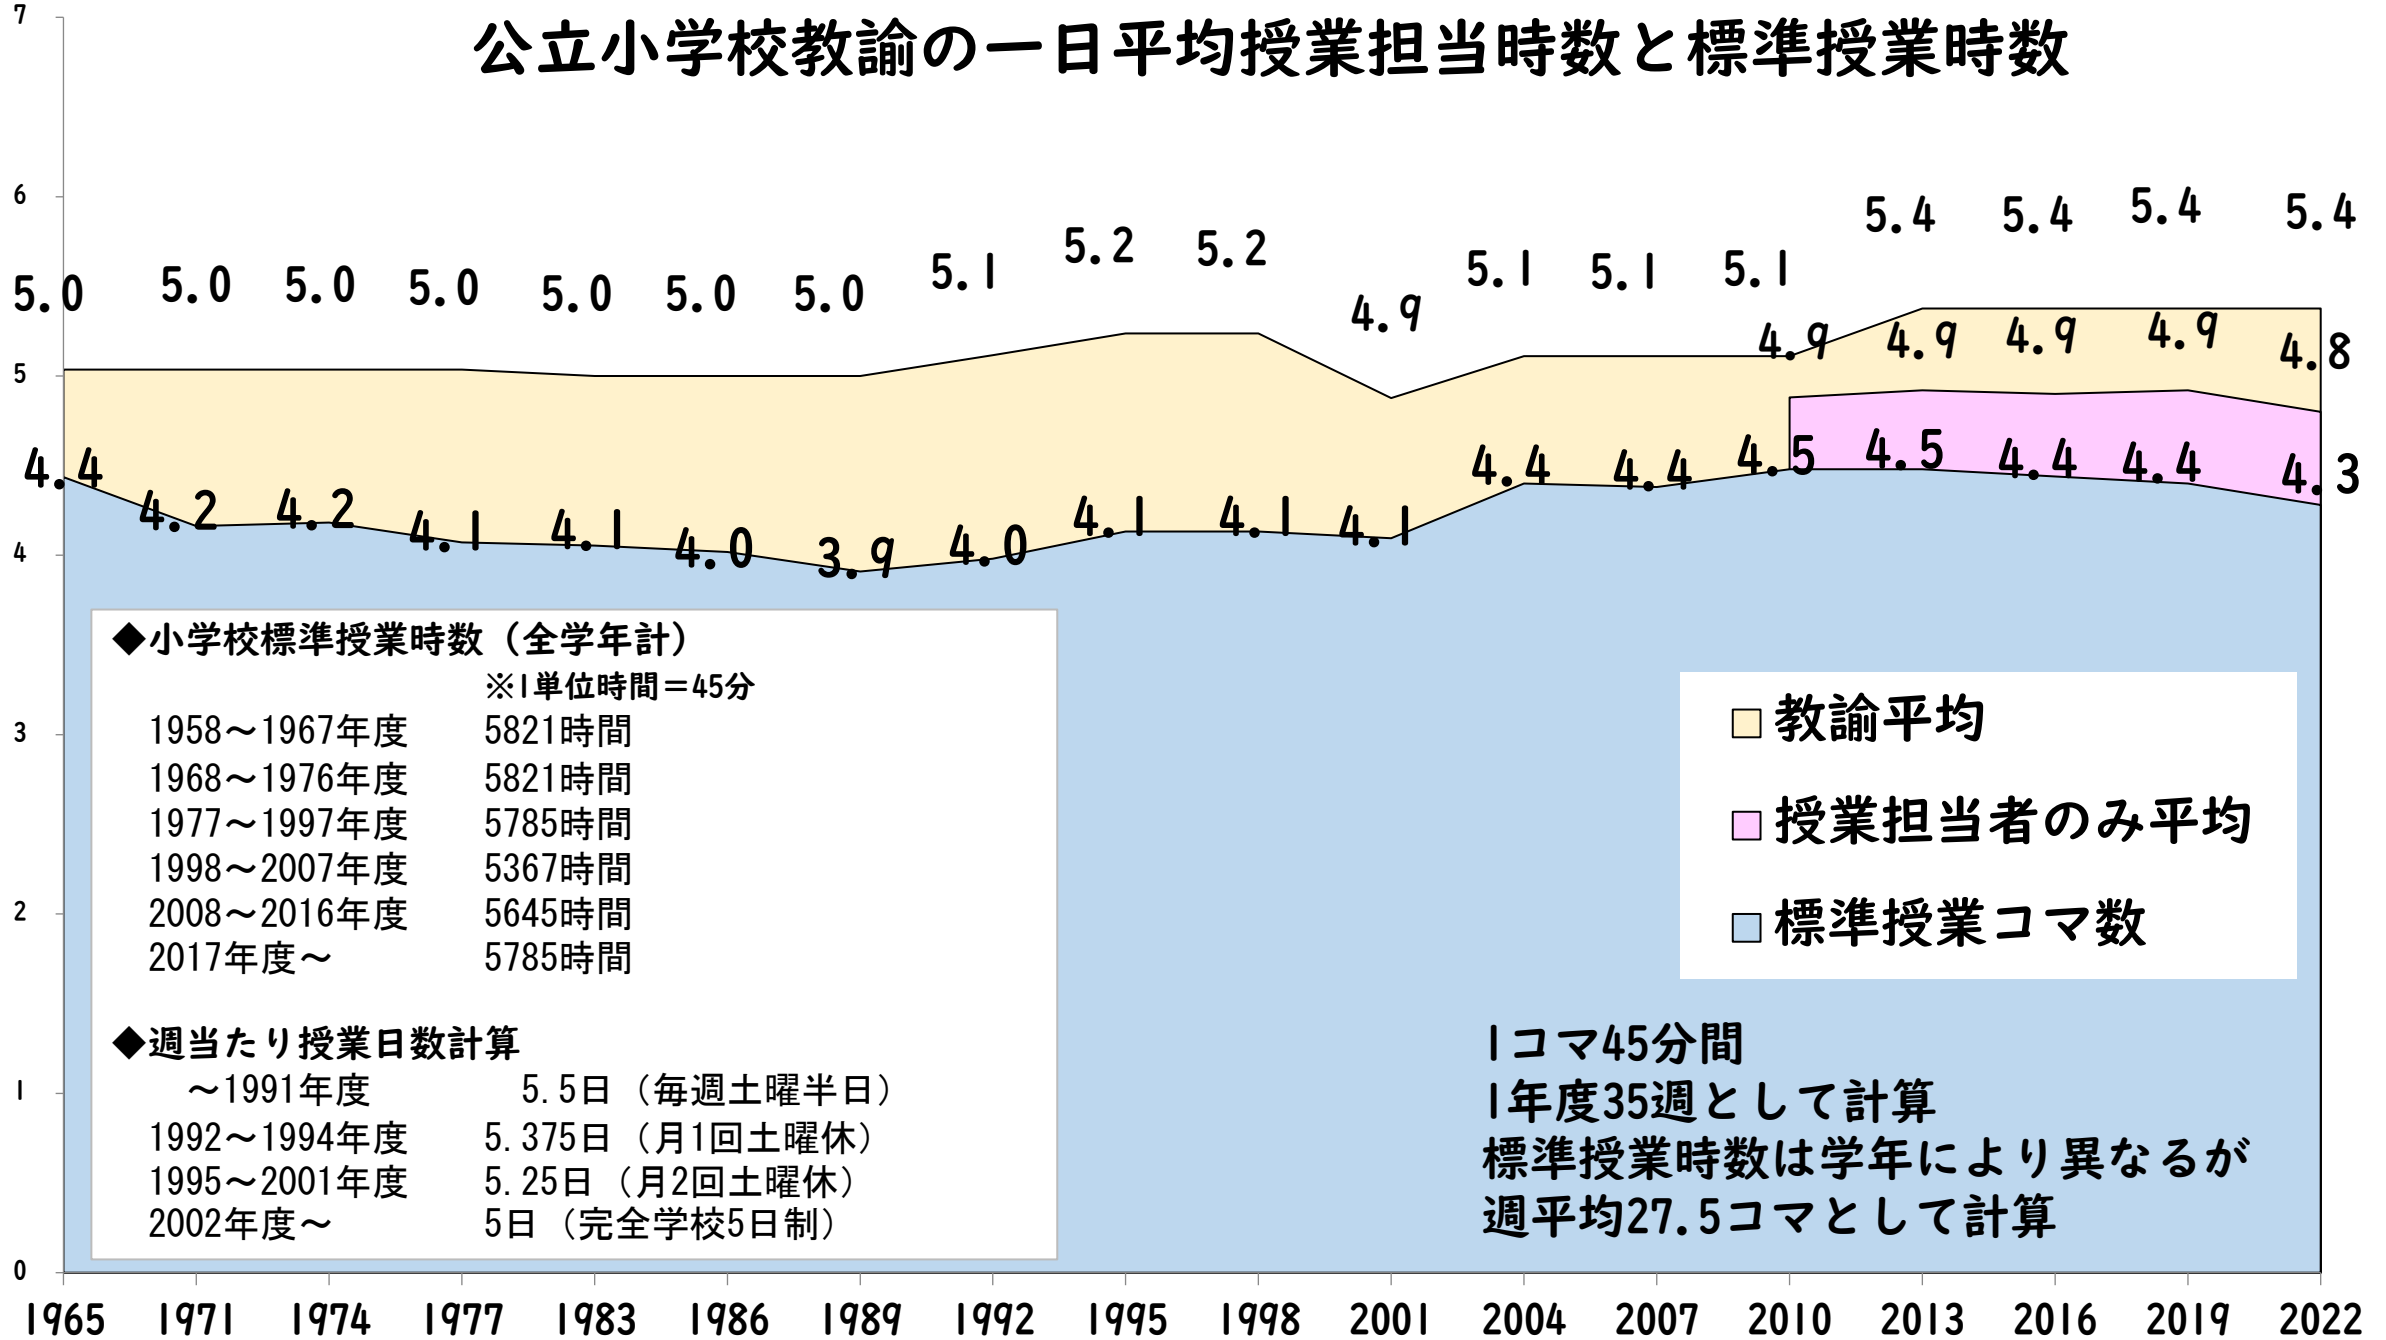 公立小学校教諭の一日平均授業担当時数と標準授業時数
7
6
5
4
3
2
1
0
5.0 5.0 5.0 5.0 5.0 5.0 5.0 5.1 5.2 5.2 4.9 5.1 5.1 5.1 5.4 5.4 5.4 5.4
4.9 4.9 4.9 4.9 4.8
4.4 4.2 4.2 4.1 4.1 4.0 3.9 4.0 4.1 4.1 4.1 4.4 4.4 4.5 4.5 4.4 4.4 4.3
◆小学校標準授業時数（全学年計）
※1単位時間＝45分
1958～1967年度 5821時間
1968～1976年度 5821時間
1977～1997年度 5785時間
1998～2007年度 5367時間
2008～2016年度 5645時間
2017年度～ 5785時間
◆週当たり授業日数計算
～1991年度 5.5日（毎週土曜半日）
1992～1994年度 5.375日（月1回土曜休）
1995～2001年度 5.25日（月2回土曜休）
2002年度～ 5日（完全学校5日制）
教諭平均
授業担当者のみ平均
標準授業コマ数
1コマ45分間
1年度35週として計算
標準授業時数は学年により異なるが
週平均27.5コマとして計算
1965 1971 1974 1977 1983 1986 1989 1992 1995 1998 2001 2004 2007 2010 2013 2016 2019 2022